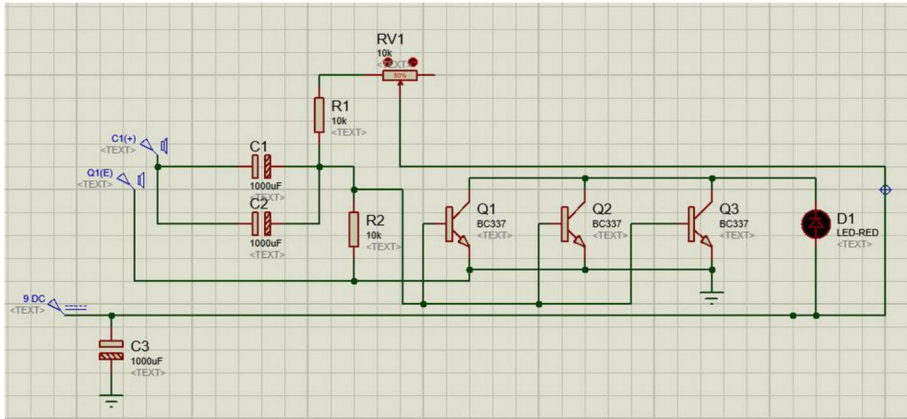 RV1
10k
<TEXT>
50%
R1
10k
<TEXT>
C1(+)
<TEXT>
C1
1000uF
<TEXT>
Q1(E)
<TEXT>
C2
1000uF
<TEXT>
R2
10k
<TEXT>
Q1
BC337
<TEXT>
Q2
BC337
<TEXT>
Q3
BC337
<TEXT>
D1
LED-RED
<TEXT>
9 DC
<TEXT>
C3
1000uF
<TEXT>